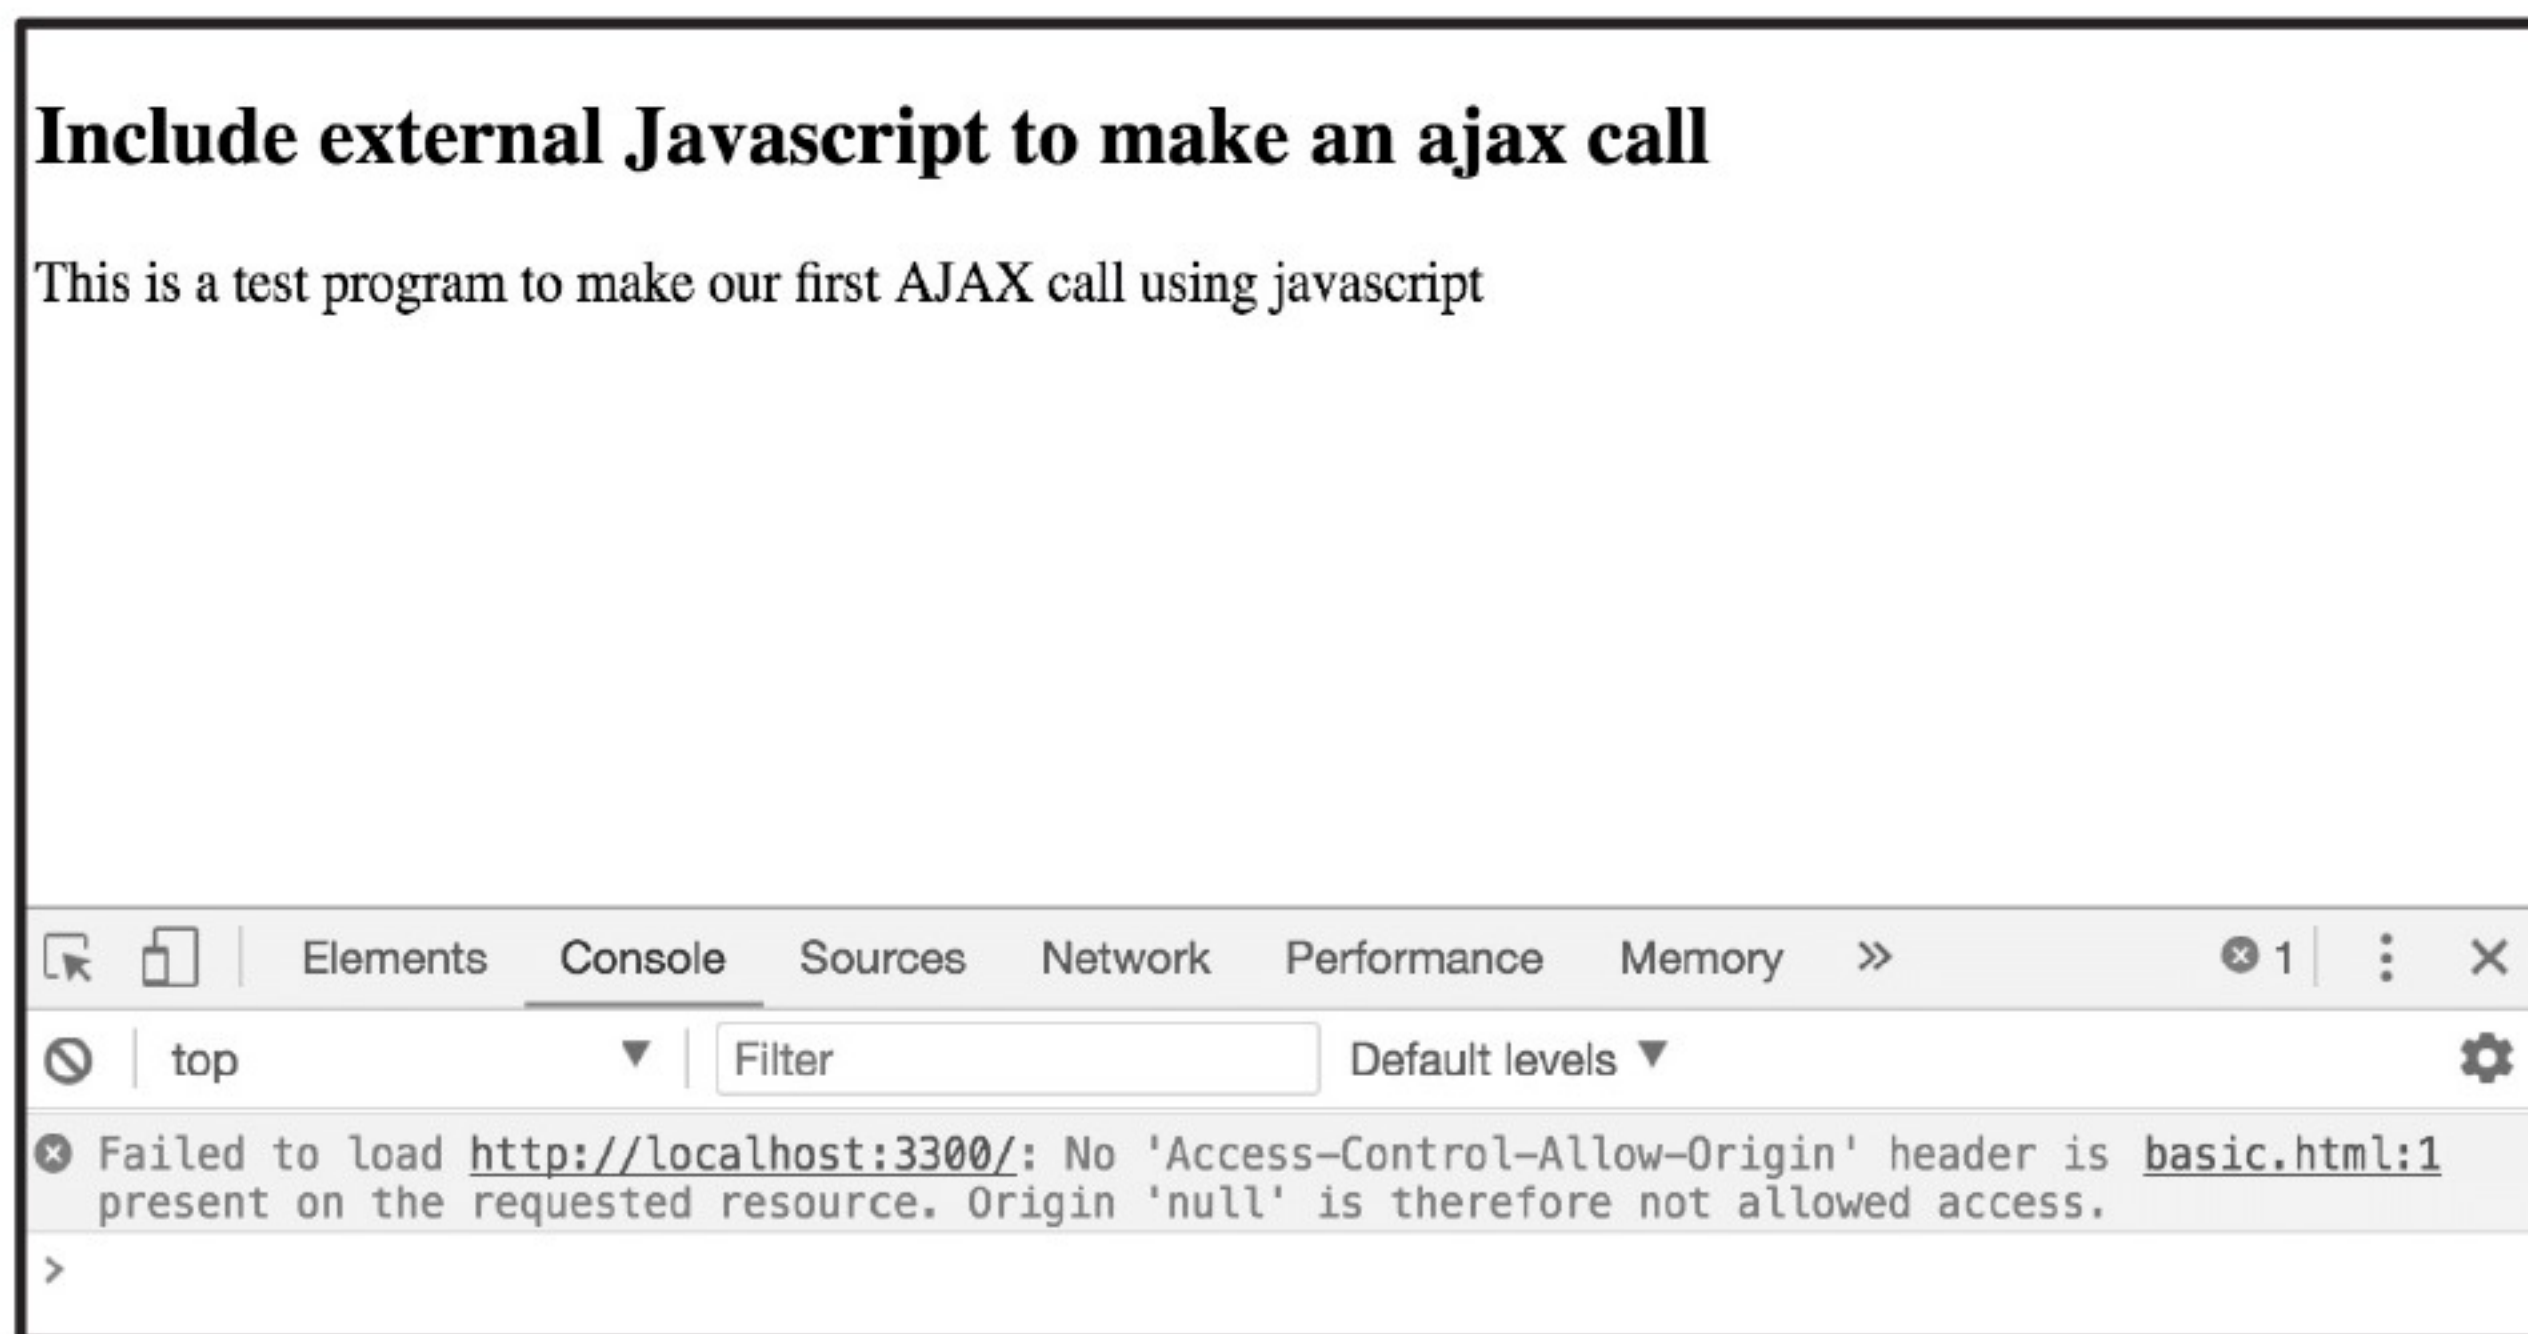 Include external Javascript to make an ajax call
This is a test program to make our first AJAX call using javascript
Elements Console Sources Network Performance Memory » 1
top Filter Default levels
Failed to load http://localhost:3300/: No 'Access-Control-Allow-Origin' header is basic.html:1
present on the requested resource. Origin 'null' is therefore not allowed access.
>